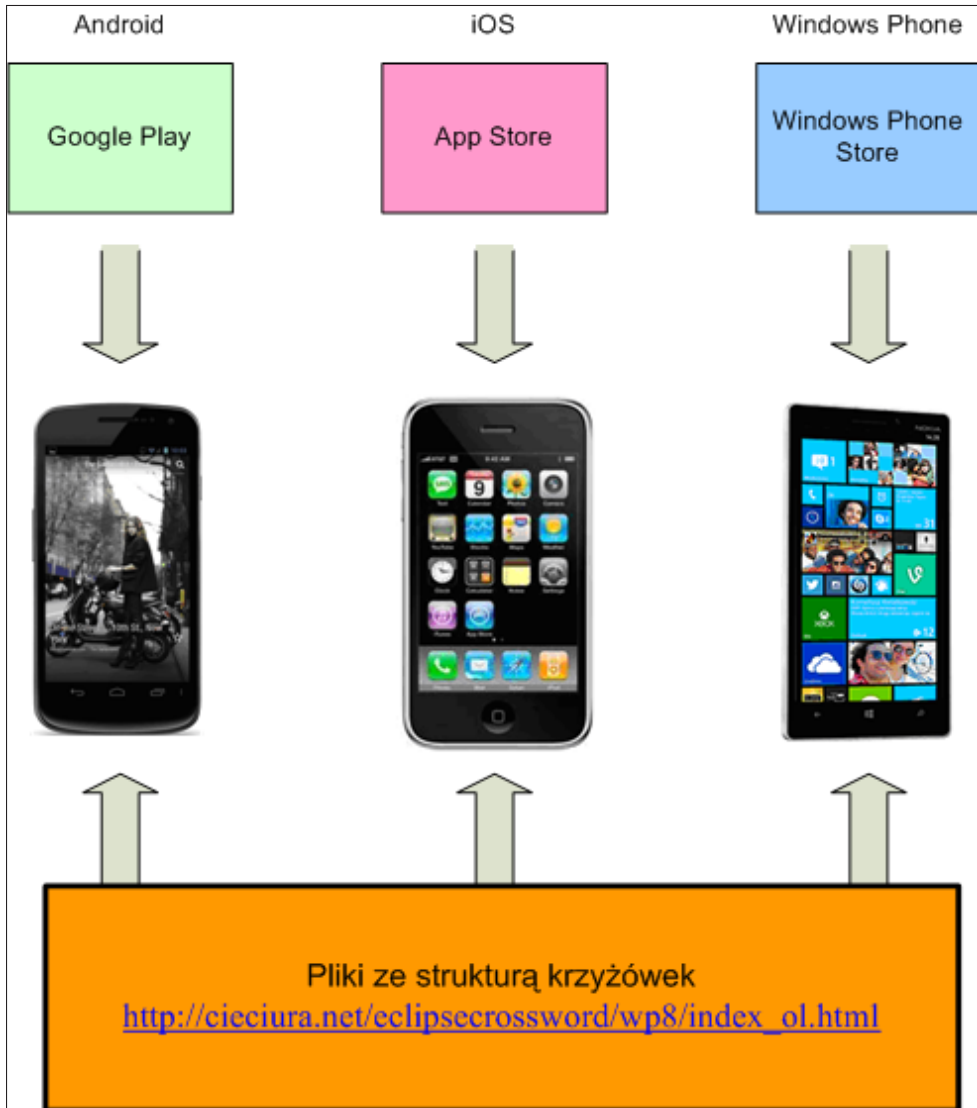 Android
iOS
Windows Phone
Google Play
App Store
Windows Phone
Store
NOKIA
Pliki ze strukturą krzyżówek
http://cieciura.net/eclipsecrossword/wp8/index_ol.html